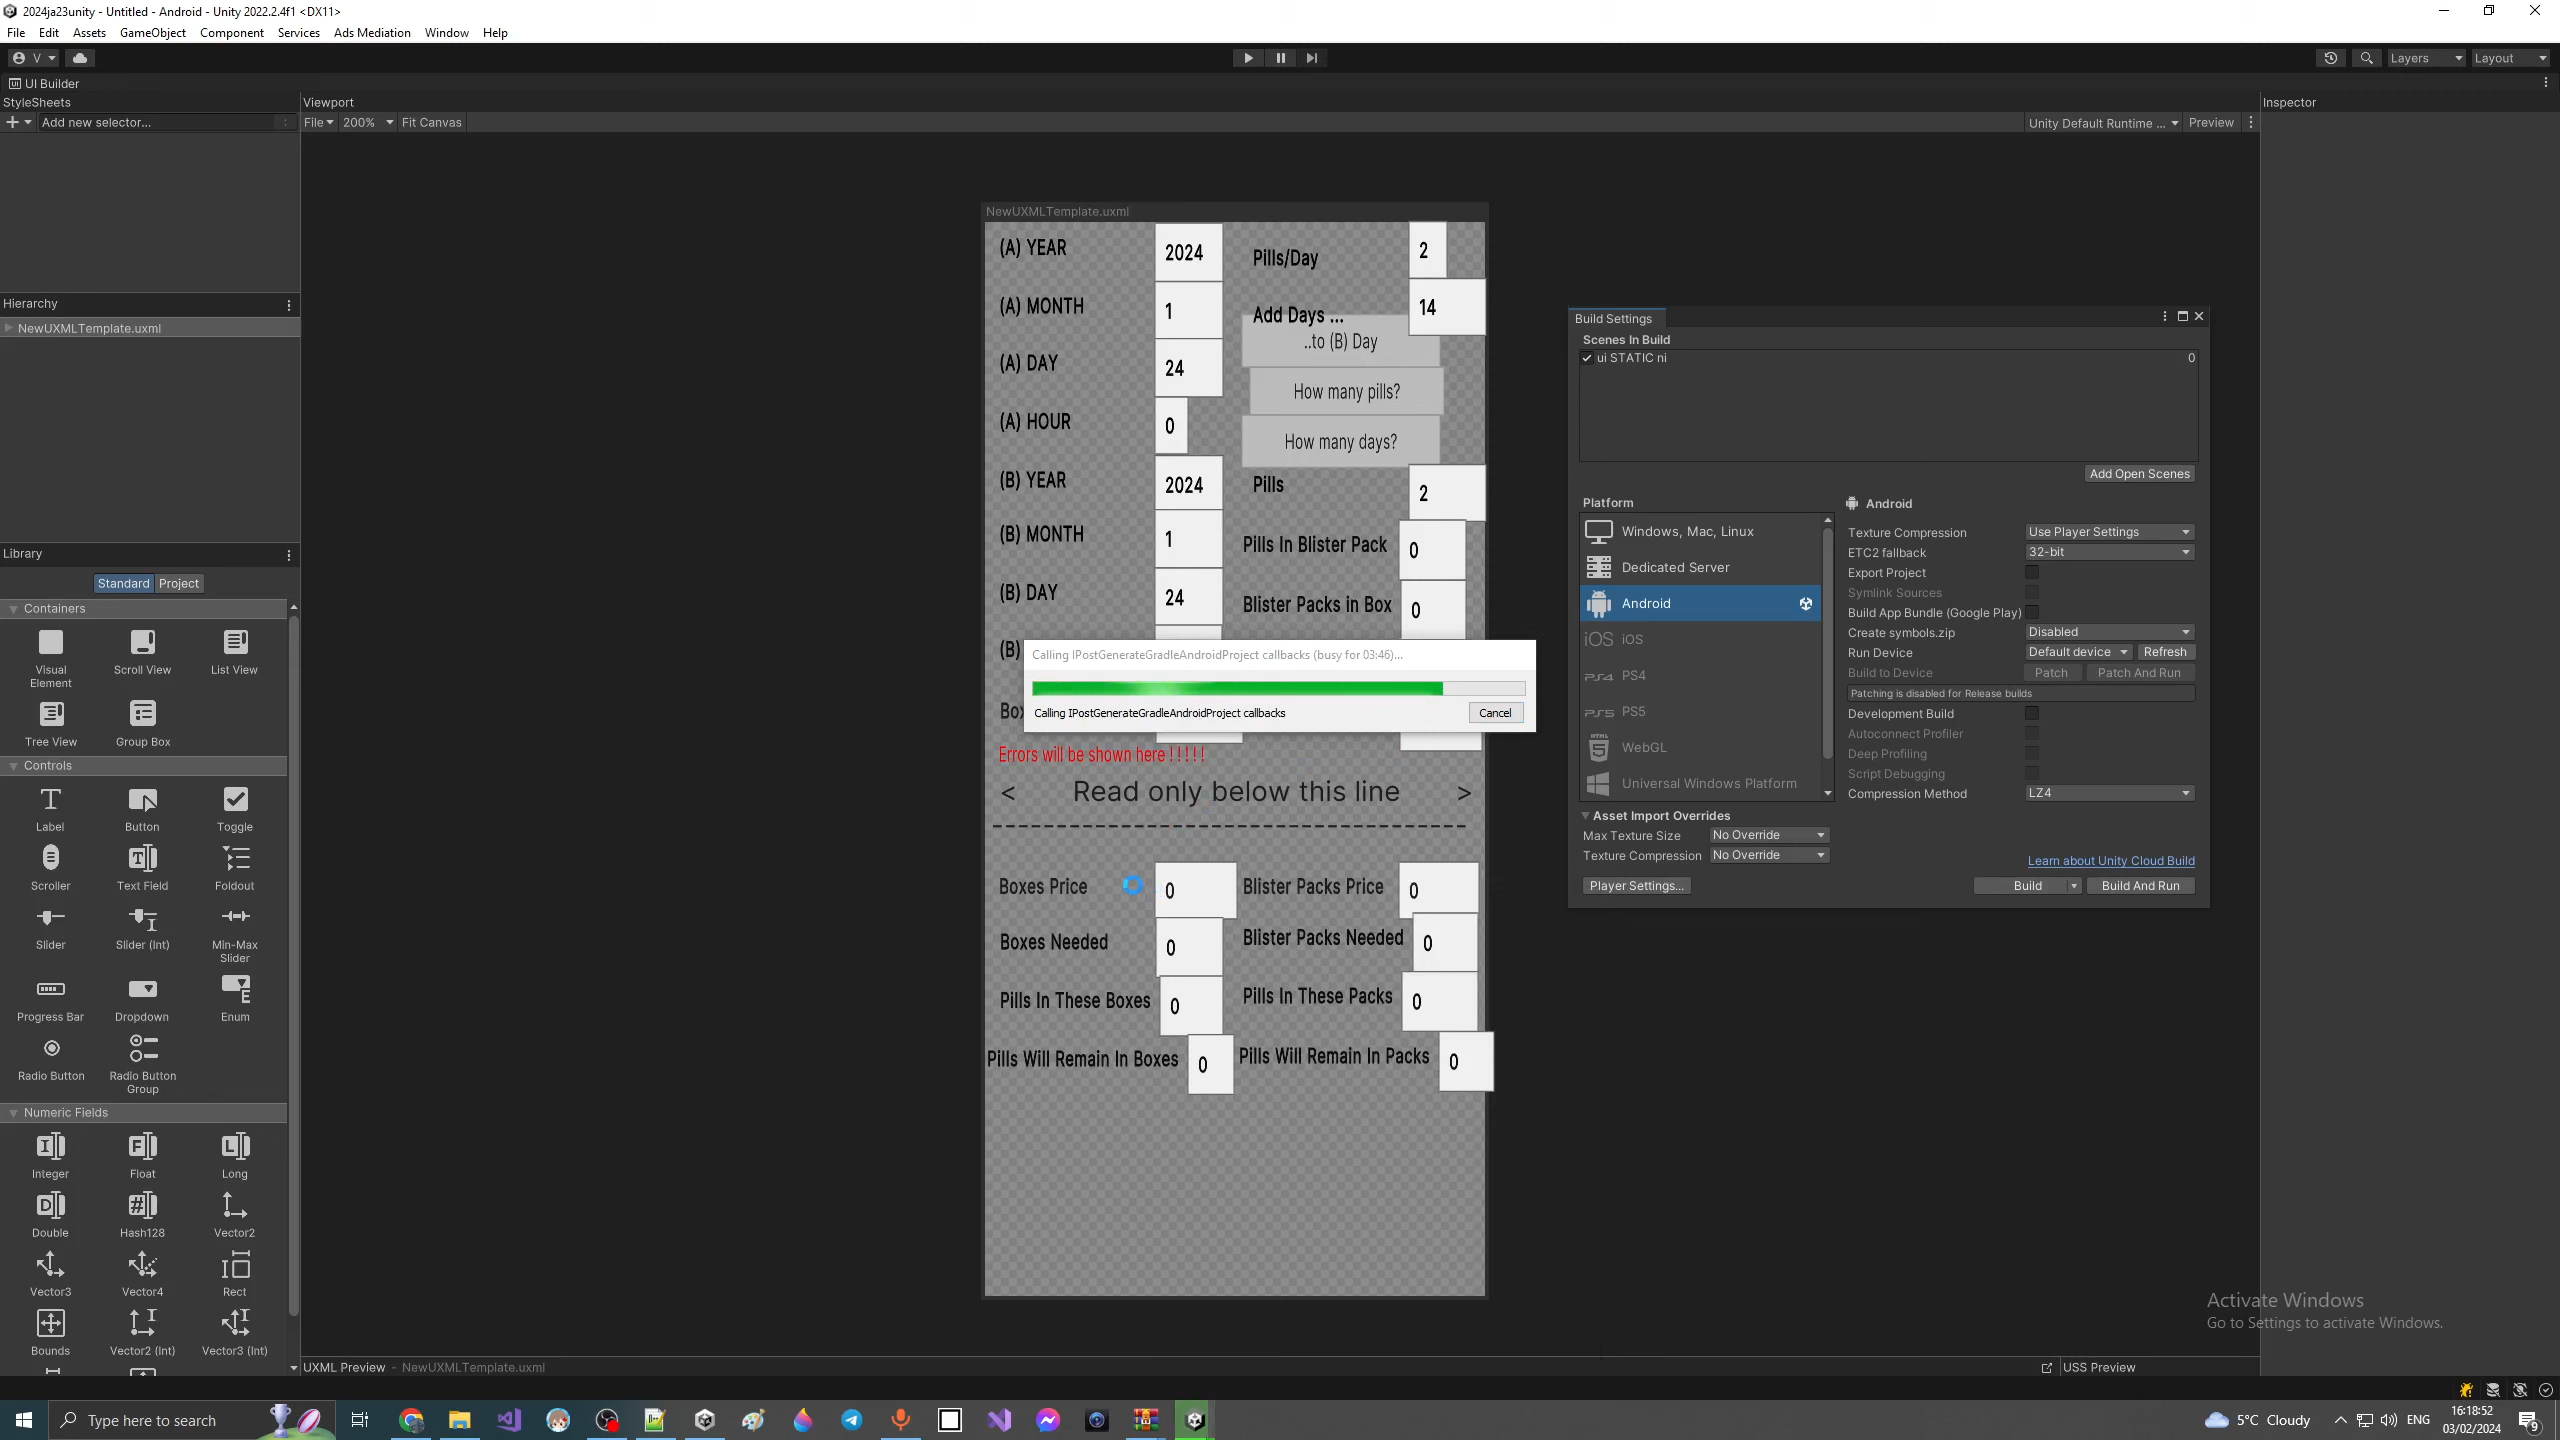 2024ja23unity - Untitled - Android - Unity 2022.2.4f1 <DX11>
File Edit Assets GameObject Component Services Ads Mediation Window Help
V Layers Layout
UI Builder
StyleSheets Viewport Inspector
Add new selector... File 200% Fit Canvas Unity Default Runtime ... Preview
NewUXMLTemplate.uxml
(A) YEAR 2024 Pills/Day 2
(A) MONTH 1 Add Days ... 14
..to (B) Day
(A) DAY 24 How many pills?
(A) HOUR 0 How many days?
(B) YEAR 2024 Pills 2
(B) MONTH 1 Pills In Blister Pack 0
(B) DAY 24 Blister Packs in Box 0
(B)
Calling IPostGenerateGradleAndroidProject callbacks (busy for 03:46)...
Calling IPostGenerateGradleAndroidProject callbacks Cancel
Errors will be shown here ! ! ! ! !
< Read only below this line >
Boxes Price 0 Blister Packs Price 0
Boxes Needed 0 Blister Packs Needed 0
Pills In These Boxes 0 Pills In These Packs 0
Pills Will Remain In Boxes 0 Pills Will Remain In Packs 0
Hierarchy
NewUXMLTemplate.uxml
Library
Standard Project
Containers
Visual Element Scroll View List View
Tree View Group Box
Controls
Label Button Toggle
Scroller Text Field Foldout
Slider Slider (Int) Min-Max Slider
Progress Bar Dropdown Enum
Radio Button Radio Button Group
Numeric Fields
Integer Float Long
Double Hash128 Vector2
Vector3 Vector4 Rect
Bounds Vector2 (Int) Vector3 (Int)
Build Settings
Scenes In Build
ui STATIC ni 0
Add Open Scenes
Platform
Windows, Mac, Linux
Dedicated Server
Android
iOS iOS
PS4 PS4
PS5 PS5
WebGL
Universal Windows Platform
Android
Texture Compression Use Player Settings
ETC2 fallback 32-bit
Export Project
Symlink Sources
Build App Bundle (Google Play)
Create symbols.zip Disabled
Run Device Default device Refresh
Build to Device Patch Patch And Run
Patching is disabled for Release builds
Development Build
Autoconnect Profiler
Deep Profiling
Script Debugging
Compression Method LZ4
Asset Import Overrides
Max Texture Size No Override
Texture Compression No Override
Learn about Unity Cloud Build
Player Settings... Build Build And Run
Activate Windows
Go to Settings to activate Windows.
UXML Preview - NewUXMLTemplate.uxml USS Preview
Type here to search 5°C Cloudy ENG
16:18:52
03/02/2024
9